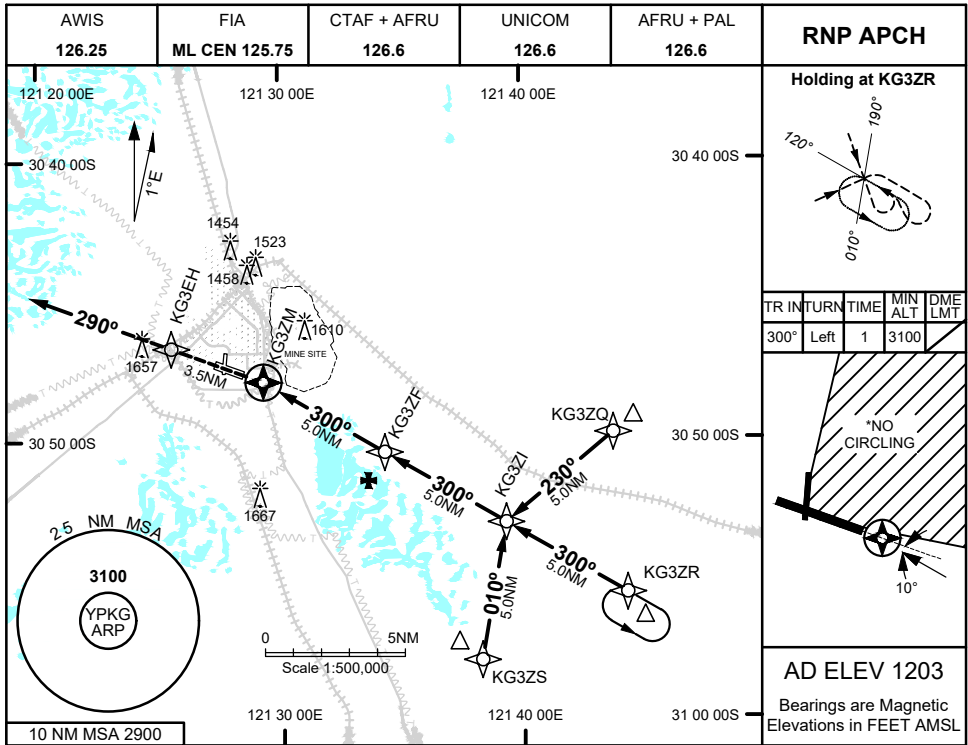 AWIS
126.25
FIA
ML CEN 125.75
CTAF + AFRU
126.6
UNICOM
126.6
AFRU + PAL
126.6
RNP APCH
121 20 00E
121 30 00E
121 40 00E
30 40 00S
30 40 00S
1°E
1454
1523
1458
KG3EH
KG3ZM
1610
MINE SITE
290°
1657
3.5NM
300°
5.0NM
KG3ZF
30 50 00S
30 50 00S
KG3ZQ
300°
5.0NM
KG3ZI
230°
5.0NM
1667
300°
5.0NM
KG3ZR
010°
5.0NM
KG3ZS
25 NM MSA
3100
YPKG
ARP
0 5NM
Scale 1:500,000
121 30 00E
121 40 00E
31 00 00S
10 NM MSA 2900
Holding at KG3ZR
190°
120°
010°
TR IN TURN TIME MIN ALT DME LMT
300° Left 1 3100
*NO
CIRCLING
10°
AD ELEV 1203
Bearings are Magnetic
Elevations in FEET AMSL